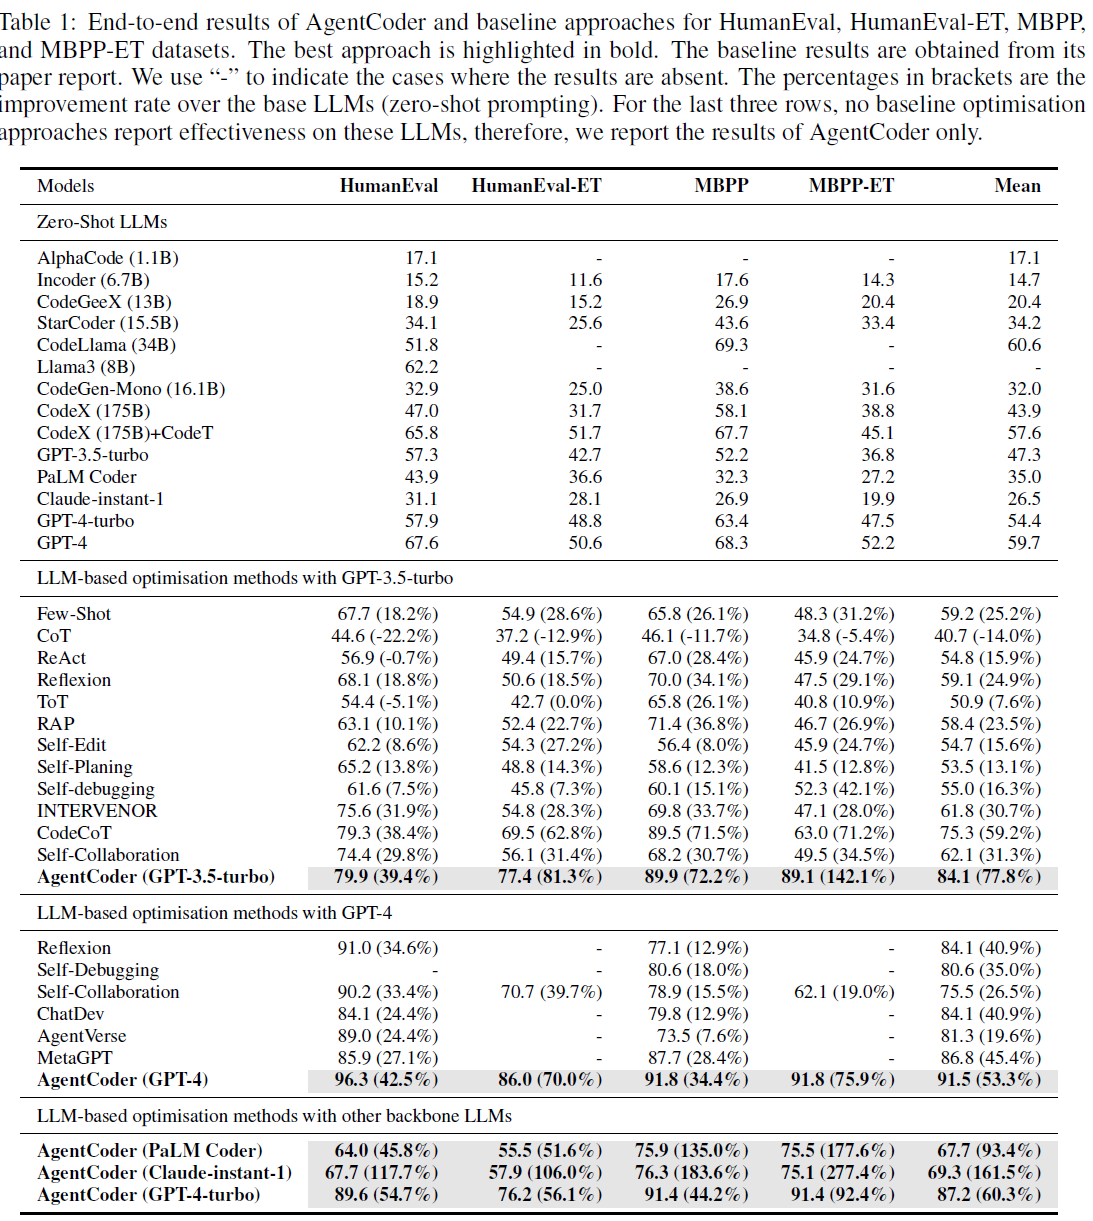 Table 1: End-to-end results of AgentCoder and baseline approaches for HumanEval, HumanEval-ET, MBPP,
and MBPP-ET datasets. The best approach is highlighted in bold. The baseline results are obtained from its
paper report. We use “-” to indicate the cases where the results are absent. The percentages in brackets are the
improvement rate over the base LLMs (zero-shot prompting). For the last three rows, no baseline optimisation
approaches report effectiveness on these LLMs, therefore, we report the results of AgentCoder only.
Models HumanEval HumanEval-ET MBPP MBPP-ET Mean
Zero-Shot LLMs
AlphaCode (1.1B) 17.1 - - - 17.1
Incoder (6.7B) 15.2 11.6 17.6 14.3 14.7
CodeGeeX (13B) 18.9 15.2 26.9 20.4 20.4
StarCoder (15.5B) 34.1 25.6 43.6 33.4 34.2
CodeLlama (34B) 51.8 - 69.3 - 60.6
Llama3 (8B) 62.2 - - - -
CodeGen-Mono (16.1B) 32.9 25.0 38.6 31.6 32.0
CodeX (175B) 47.0 31.7 58.1 38.8 43.9
CodeX (175B)+CodeT 65.8 51.7 67.7 45.1 57.6
GPT-3.5-turbo 57.3 42.7 52.2 36.8 47.3
PaLM Coder 43.9 36.6 32.3 27.2 35.0
Claude-instant-1 31.1 28.1 26.9 19.9 26.5
GPT-4-turbo 57.9 48.8 63.4 47.5 54.4
GPT-4 67.6 50.6 68.3 52.2 59.7
LLM-based optimisation methods with GPT-3.5-turbo
Few-Shot 67.7 (18.2%) 54.9 (28.6%) 65.8 (26.1%) 48.3 (31.2%) 59.2 (25.2%)
CoT 44.6 (-22.2%) 37.2 (-12.9%) 46.1 (-11.7%) 34.8 (-5.4%) 40.7 (-14.0%)
ReAct 56.9 (-0.7%) 49.4 (15.7%) 67.0 (28.4%) 45.9 (24.7%) 54.8 (15.9%)
Reflexion 68.1 (18.8%) 50.6 (18.5%) 70.0 (34.1%) 47.5 (29.1%) 59.1 (24.9%)
ToT 54.4 (-5.1%) 42.7 (0.0%) 65.8 (26.1%) 40.8 (10.9%) 50.9 (7.6%)
RAP 63.1 (10.1%) 52.4 (22.7%) 71.4 (36.8%) 46.7 (26.9%) 58.4 (23.5%)
Self-Edit 62.2 (8.6%) 54.3 (27.2%) 56.4 (8.0%) 45.9 (24.7%) 54.7 (15.6%)
Self-Planing 65.2 (13.8%) 48.8 (14.3%) 58.6 (12.3%) 41.5 (12.8%) 53.5 (13.1%)
Self-debugging 61.6 (7.5%) 45.8 (7.3%) 60.1 (15.1%) 52.3 (42.1%) 55.0 (16.3%)
INTERVENOR 75.6 (31.9%) 54.8 (28.3%) 69.8 (33.7%) 47.1 (28.0%) 61.8 (30.7%)
CodeCoT 79.3 (38.4%) 69.5 (62.8%) 89.5 (71.5%) 63.0 (71.2%) 75.3 (59.2%)
Self-Collaboration 74.4 (29.8%) 56.1 (31.4%) 68.2 (30.7%) 49.5 (34.5%) 62.1 (31.3%)
AgentCoder (GPT-3.5-turbo) 79.9 (39.4%) 77.4 (81.3%) 89.9 (72.2%) 89.1 (142.1%) 84.1 (77.8%)
LLM-based optimisation methods with GPT-4
Reflexion 91.0 (34.6%) - 77.1 (12.9%) - 84.1 (40.9%)
Self-Debugging - - 80.6 (18.0%) - 80.6 (35.0%)
Self-Collaboration 90.2 (33.4%) 70.7 (39.7%) 78.9 (15.5%) 62.1 (19.0%) 75.5 (26.5%)
ChatDev 84.1 (24.4%) - 79.8 (12.9%) - 84.1 (40.9%)
AgentVerse 89.0 (24.4%) - 73.5 (7.6%) - 81.3 (19.6%)
MetaGPT 85.9 (27.1%) - 87.7 (28.4%) - 86.8 (45.4%)
AgentCoder (GPT-4) 96.3 (42.5%) 86.0 (70.0%) 91.8 (34.4%) 91.8 (75.9%) 91.5 (53.3%)
LLM-based optimisation methods with other backbone LLMs
AgentCoder (PaLM Coder) 64.0 (45.8%) 55.5 (51.6%) 75.9 (135.0%) 75.5 (177.6%) 67.7 (93.4%)
AgentCoder (Claude-instant-1) 67.7 (117.7%) 57.9 (106.0%) 76.3 (183.6%) 75.1 (277.4%) 69.3 (161.5%)
AgentCoder (GPT-4-turbo) 89.6 (54.7%) 76.2 (56.1%) 91.4 (44.2%) 91.4 (92.4%) 87.2 (60.3%)